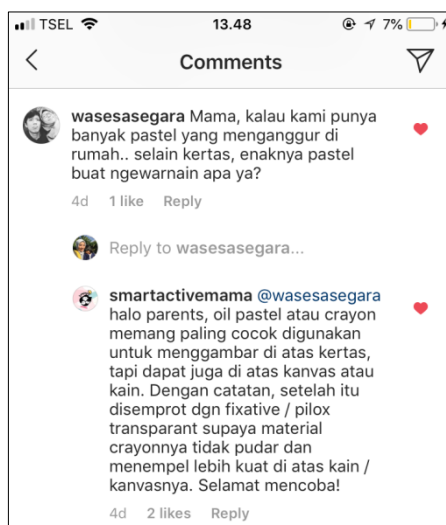 TSEL 13.48 7%
Comments
wasesasegara Mama, kalau kami punya
banyak pastel yang menganggur di
rumah.. selain kertas, enaknya pastel
buat ngewarnain apa ya?
4d 1 like Reply
Reply to wasesasegara...
smartactivemama @wasesasegara
halo parents, oil pastel atau crayon
memang paling cocok digunakan
untuk menggambar di atas kertas,
tapi dapat juga di atas kanvas atau
kain. Dengan catatan, setelah itu
disemprot dgn fixative / pilox
transparant supaya material
crayonnya tidak pudar dan
menempel lebih kuat di atas kain /
kanvasnya. Selamat mencoba!
4d 2 likes Reply